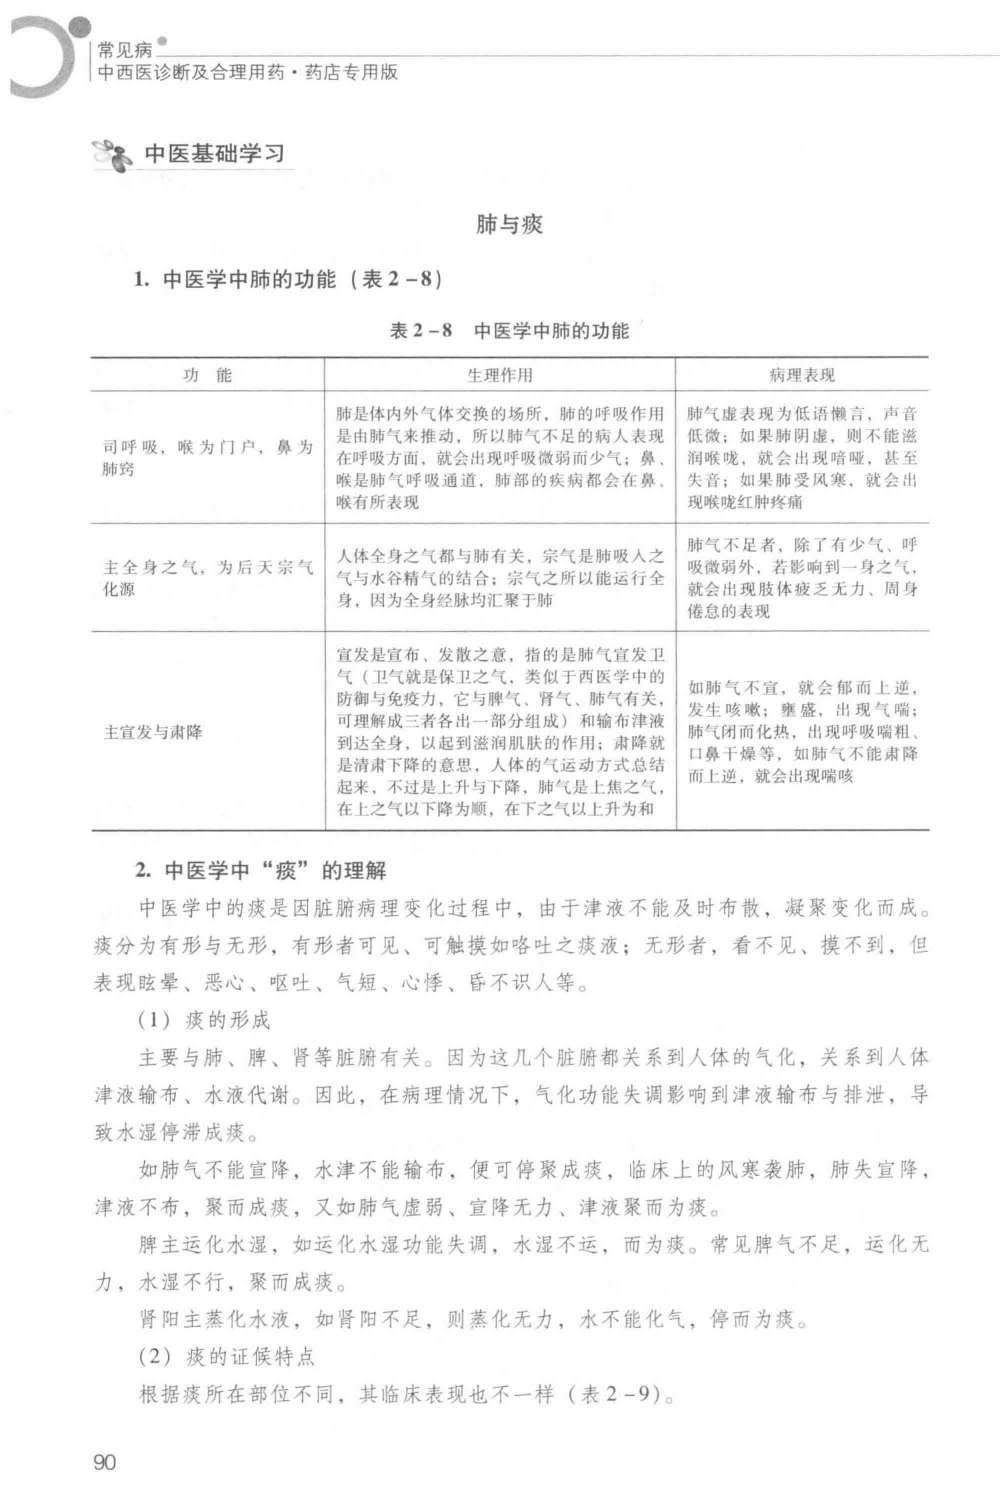 常见病
中西医诊断及合理用药·药店专用版
中医基础学习
肺与痰
1. 中医学中肺的功能（表2-8）
表2-8 中医学中肺的功能
功 能
生理作用
病理表现
司呼吸，喉为门户，鼻为
肺窍
肺是体内外气体交换的场所，肺的呼吸作用
是由肺气来推动，所以肺气不足的病人表现
在呼吸方面，就会出现呼吸微弱而少气；鼻、
喉是肺气呼吸通道，肺部的疾病都会在鼻、
喉有所表现
肺气虚表现为低语懒言，声音
低微；如果肺阴虚，则不能滋
润喉咙，就会出现喑哑，甚至
失音；如果肺受风寒，就会出
现喉咙红肿疼痛
主全身之气，为后天宗气
化源
人体全身之气都与肺有关，宗气是肺吸入之
气与水谷精气的结合；宗气之所以能运行全
身，因为全身经脉均汇聚于肺
肺气不足者，除了有少气、呼
吸微弱外，若影响到一身之气，
就会出现肢体疲乏无力、周身
倦怠的表现
主宣发与肃降
宣发是宣布、发散之意，指的是肺气宣发卫
气（卫气就是保卫之气，类似于西医学中的
防御与免疫力，它与脾气、肾气、肺气有关，
可理解成三者各出一部分组成）和输布津液
到达全身，以起到滋润肌肤的作用；肃降就
是清肃下降的意思，人体的气运动方式总结
起来，不过是上升与下降，肺气是上焦之气，
在上之气以下降为顺，在下之气以上升为和
如肺气不宣，就会郁而上逆，
发生咳嗽；壅盛，出现气喘；
肺气闭而化热，出现呼吸喘粗、
口鼻干燥等，如肺气不能肃降
而上逆，就会出现喘咳
2. 中医学中“痰”的理解
中医学中的痰是因脏腑病理变化过程中，由于津液不能及时布散，凝聚变化而成。
痰分为有形与无形，有形者可见、可触摸如咯吐之痰液；无形者，看不见、摸不到，但
表现眩晕、恶心、呕吐、气短、心悸、昏不识人等。
（1）痰的形成
主要与肺、脾、肾等脏腑有关。因为这几个脏腑都关系到人体的气化，关系到人体
津液输布、水液代谢。因此，在病理情况下，气化功能失调影响到津液输布与排泄，导
致水湿停滞成痰。
如肺气不能宣降，水津不能输布，便可停聚成痰，临床上的风寒袭肺，肺失宣降，
津液不布，聚而成痰，又如肺气虚弱、宣降无力、津液聚而为痰。
脾主运化水湿，如运化水湿功能失调，水湿不运，而为痰。常见脾气不足，运化无
力，水湿不行，聚而成痰。
肾阳主蒸化水液，如肾阳不足，则蒸化无力，水不能化气，停而为痰。
（2）痰的证候特点
根据痰所在部位不同，其临床表现也不一样（表2-9）。
90